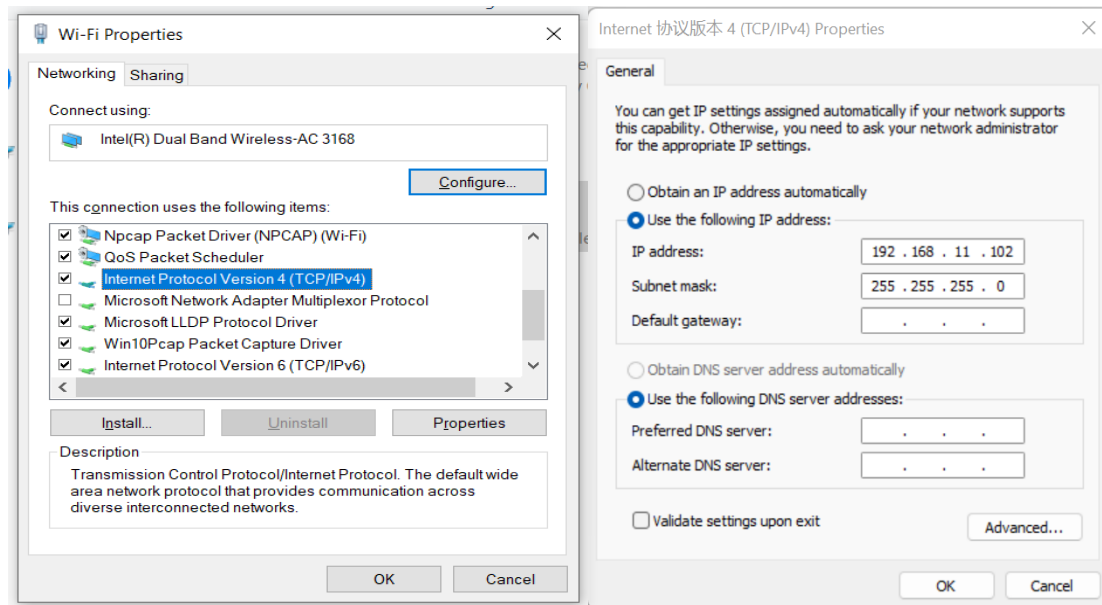 Wi-Fi Properties
Networking
Sharing
Connect using:
Intel(R) Dual Band Wireless-AC 3168
Configure...
This connection uses the following items:
Npcap Packet Driver (NPCAP) (Wi-Fi)
QoS Packet Scheduler
Internet Protocol Version 4 (TCP/IPv4)
Microsoft Network Adapter Multiplexor Protocol
Microsoft LLDP Protocol Driver
Win10Pcap Packet Capture Driver
Internet Protocol Version 6 (TCP/IPv6)
Install...
Uninstall
Properties
Description
Transmission Control Protocol/Internet Protocol. The default wide
area network protocol that provides communication across
diverse interconnected networks.
OK
Cancel
Internet 协议版本 4 (TCP/IPv4) Properties
General
You can get IP settings assigned automatically if your network supports
this capability. Otherwise, you need to ask your network administrator
for the appropriate IP settings.
Obtain an IP address automatically
Use the following IP address:
IP address:
192 . 168 . 11 . 102
Subnet mask:
255 . 255 . 255 . 0
Default gateway:
. . .
Obtain DNS server address automatically
Use the following DNS server addresses:
Preferred DNS server:
. . .
Alternate DNS server:
. . .
Validate settings upon exit
Advanced...
OK
Cancel